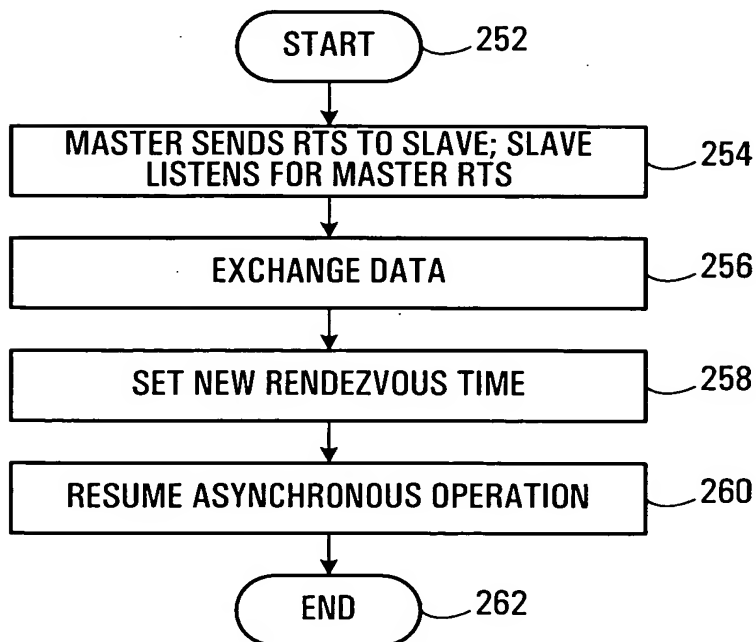 START
252
MASTER SENDS RTS TO SLAVE; SLAVE
LISTENS FOR MASTER RTS
254
EXCHANGE DATA
256
SET NEW RENDEZVOUS TIME
258
RESUME ASYNCHRONOUS OPERATION
260
END
262